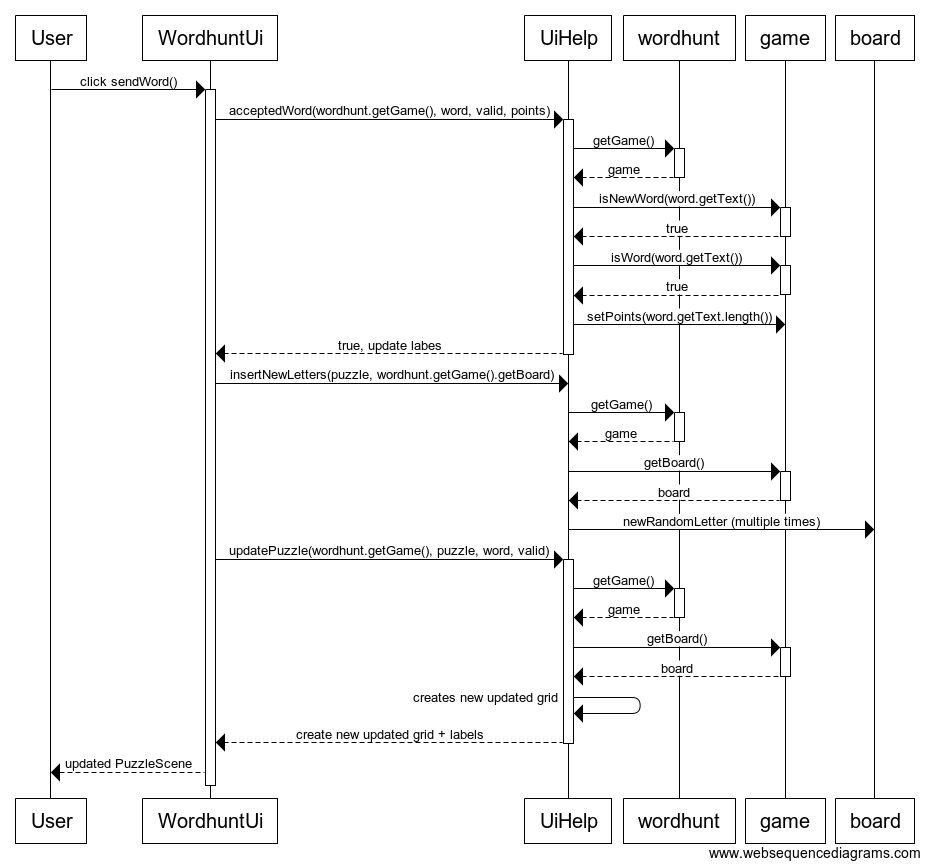 User WordhuntUi UiHelp wordhunt game board
click sendWord()
acceptedWord(wordhunt.getGame(), word, valid, points)
getGame()
game
isNewWord(word.getText())
true
isWord(word.getText())
true
setPoints(word.getText.length())
true, update labes
insertNewLetters(puzzle, wordhunt.getGame().getBoard)
getGame()
game
getBoard()
board
newRandomLetter (multiple times)
updatePuzzle(wordhunt.getGame(), puzzle, word, valid)
getGame()
game
getBoard()
board
creates new updated grid
create new updated grid + labels
updated PuzzleScene
User WordhuntUi UiHelp wordhunt game board
www.websequencediagrams.com